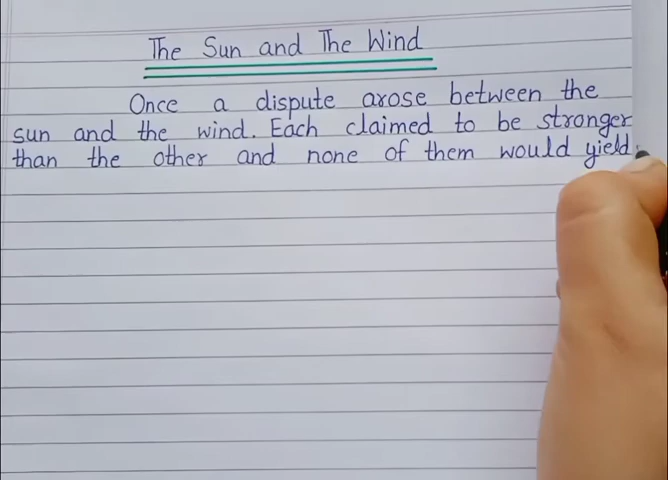 The Sun and The Wind
Once a dispute arose between the
sun and the wind. Each claimed to be stronger
than the other and none of them would yield.